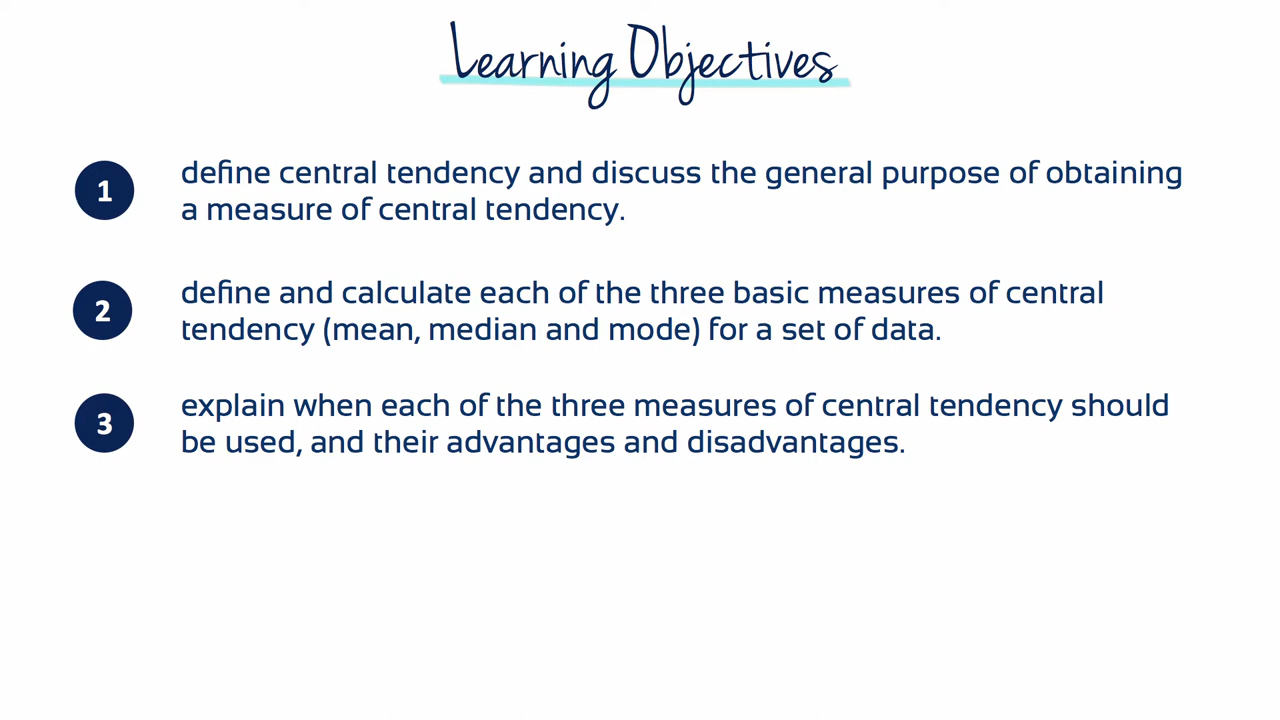 Learning Objectives
1
define central tendency and discuss the general purpose of obtaining
a measure of central tendency.
2
define and calculate each of the three basic measures of central
tendency (mean, median and mode) for a set of data.
3
explain when each of the three measures of central tendency should
be used, and their advantages and disadvantages.